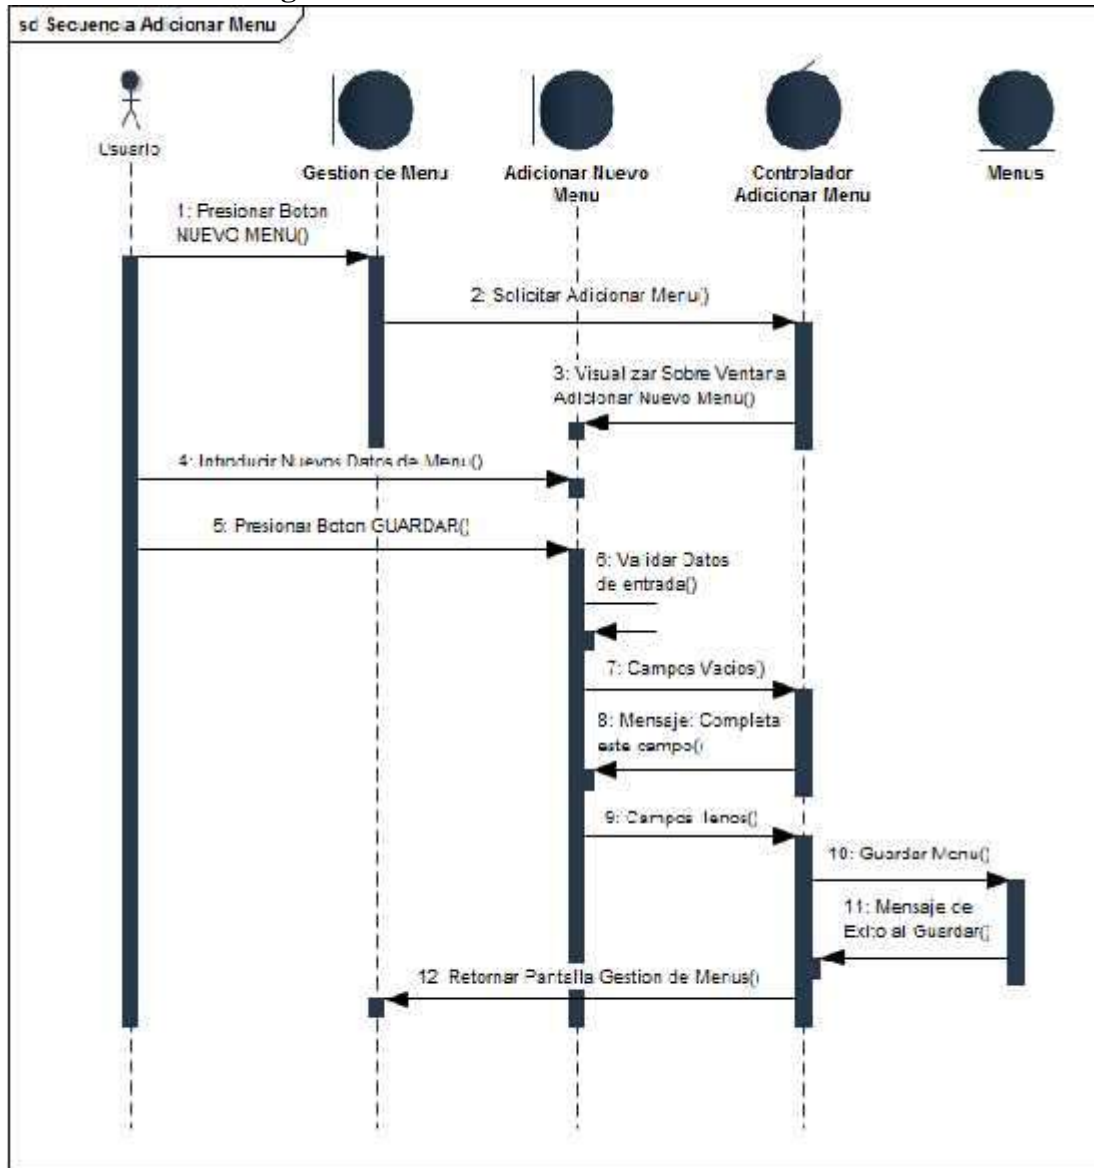 sd Secuencia Adicionar Menu
Usuario
Gestion de Menu
Adicionar Nuevo
Menu
Controlador
Adicionar Menu
Menus
1: Presionar Boton
NUEVO MENU()
2: Solicitar Adicionar Menu()
3: Visualizar Sobre Ventana
Adicionar Nuevo Menu()
4: Introducir Nuevos Datos de Menu()
5: Presionar Boton GUARDAR()
6: Validar Datos
de entrada()
7: Campos Vacios()
8: Mensaje: Completa
este campo()
9: Campos llenos()
10: Guardar Menu()
11: Mensaje de
Exito al Guardar()
12: Retornar Pantalla Gestion de Menus()